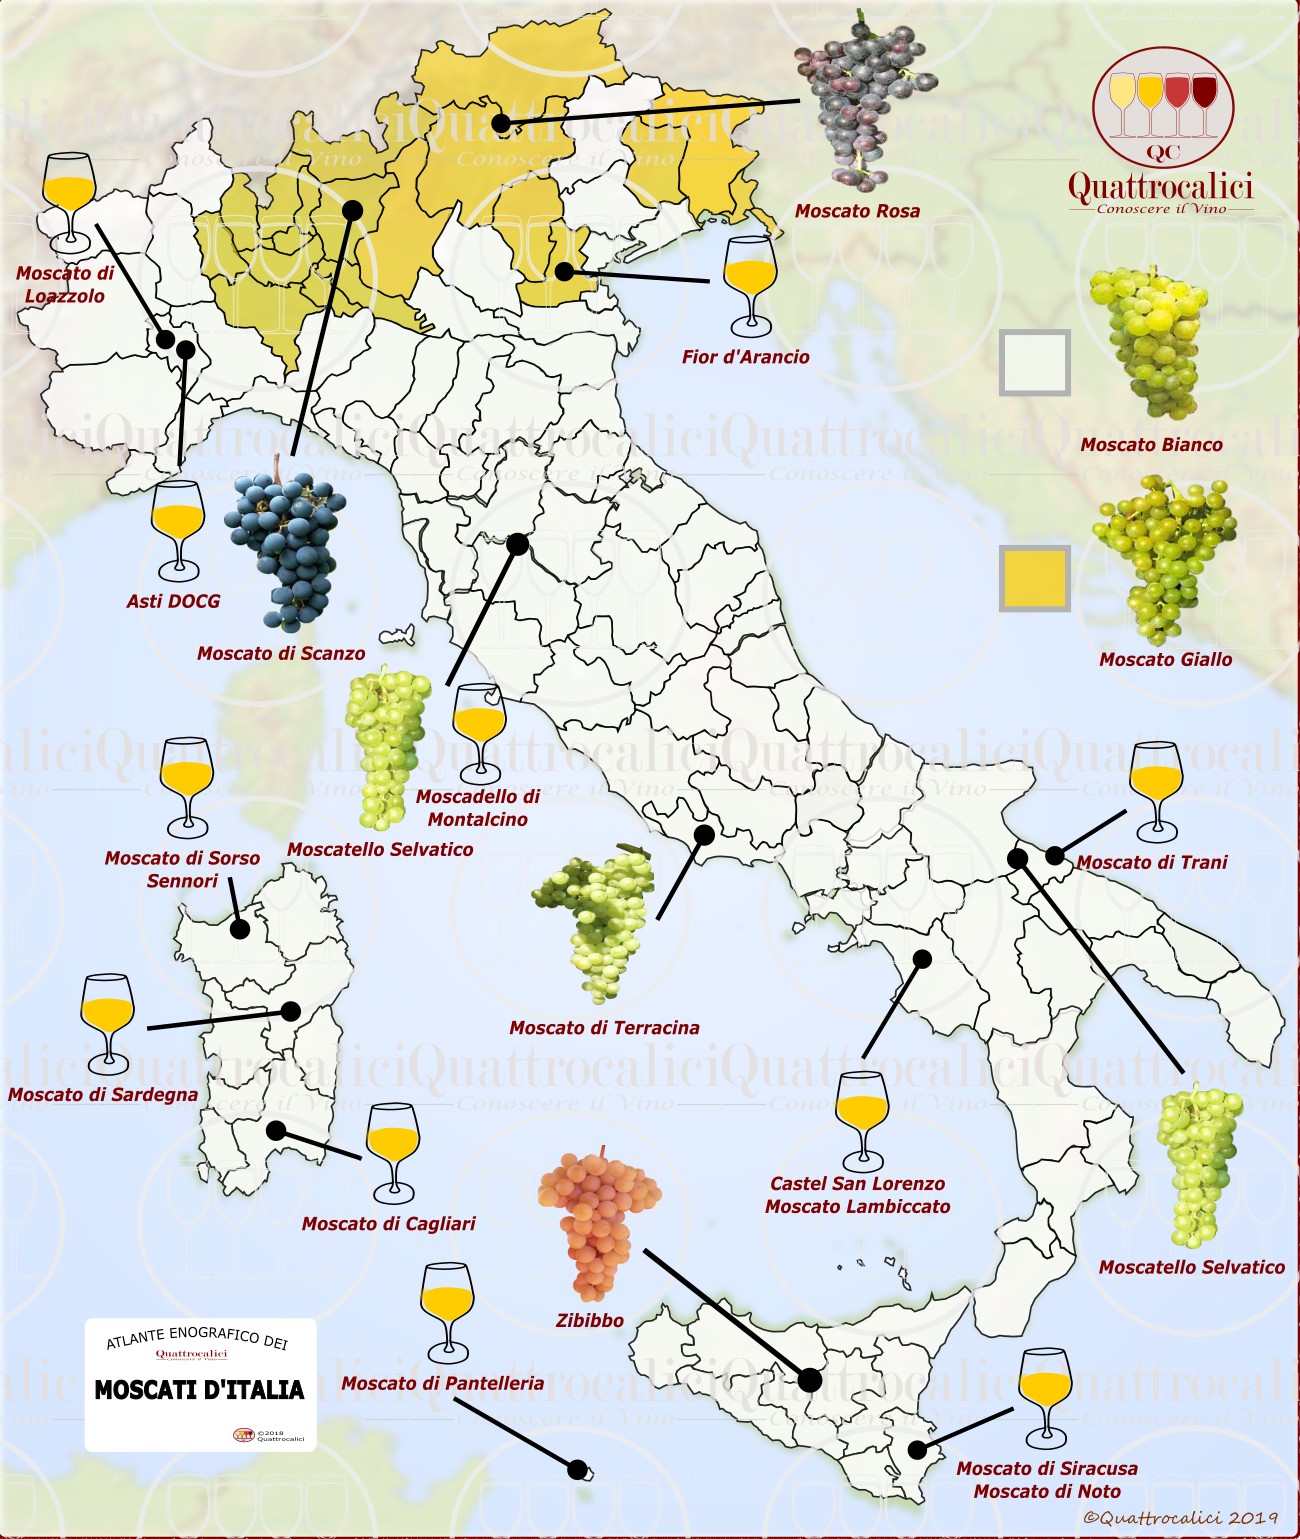 QC
Quattrocalici
Conoscere il Vino
Moscato Rosa
Moscato di
Loazzolo
Fior d'Arancio
Moscato Bianco
Asti DOCG
Moscato di Scanzo
Moscato Giallo
Moscadello di
Montalcino
Moscatello Selvatico
Moscato di Sorso
Sennori
Moscato di Trani
Moscato di Terracina
Moscato di Sardegna
Castel San Lorenzo
Moscato Lambiccato
Moscato di Cagliari
Moscatello Selvatico
Zibibbo
Moscato di Pantelleria
ATLANTE ENOGRAFICO DEI
Quattrocalici
Conoscere il Vino
MOSCATI D'ITALIA
©2018
Quattrocalici
Moscato di Siracusa
Moscato di Noto
©Quattrocalici 2019